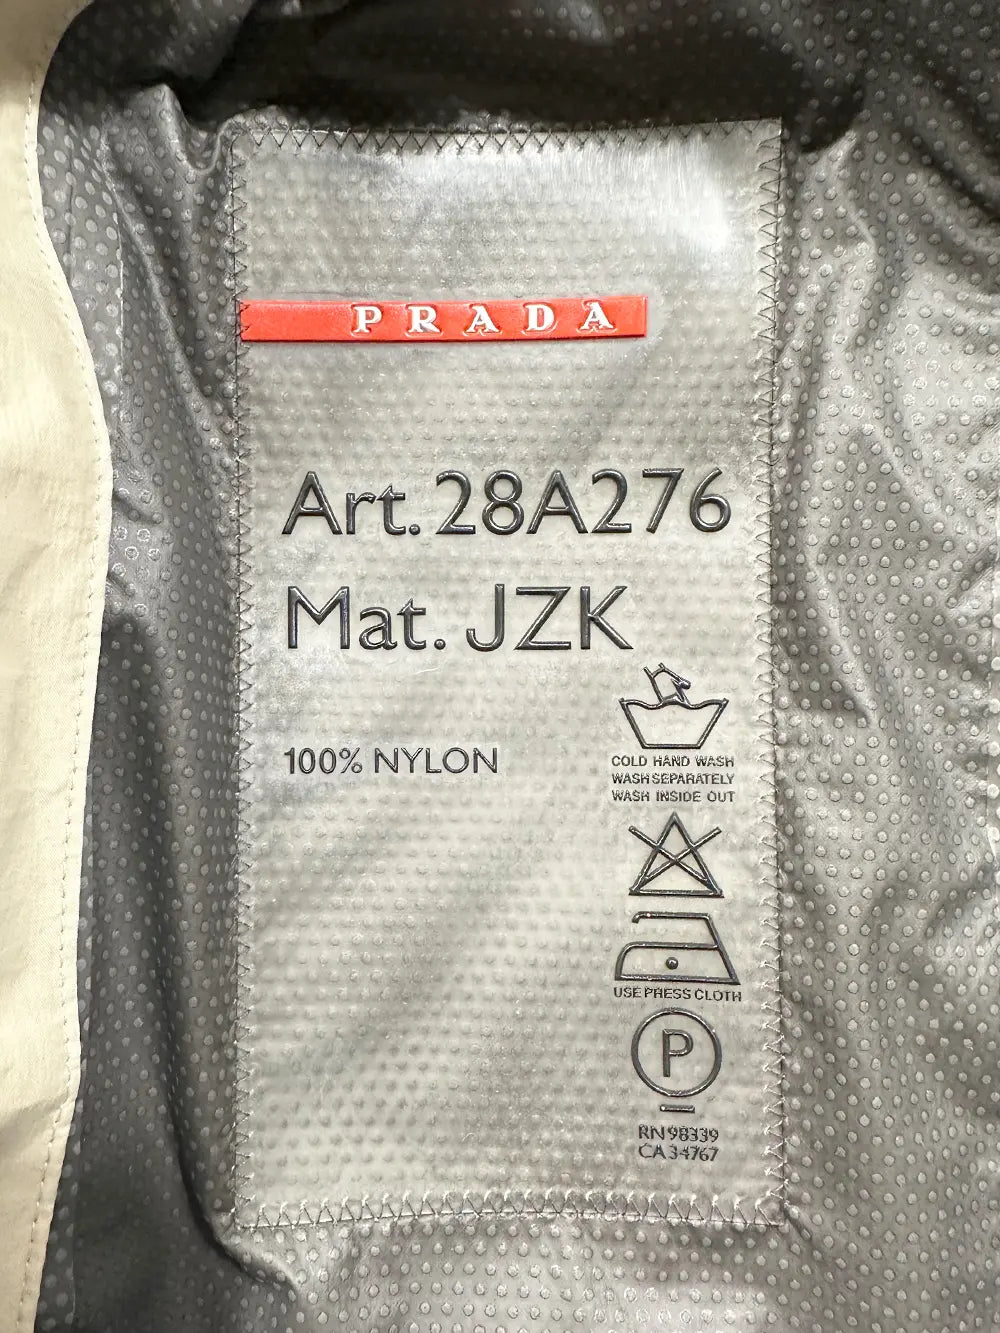 PRADA
Art. 28A276
Mat. JZK
100% NYLON
COLD HAND WASH
WASH SEPARATELY
WASH INSIDE OUT
USE PRESS CLOTH
P
RN 98339
CA 34767